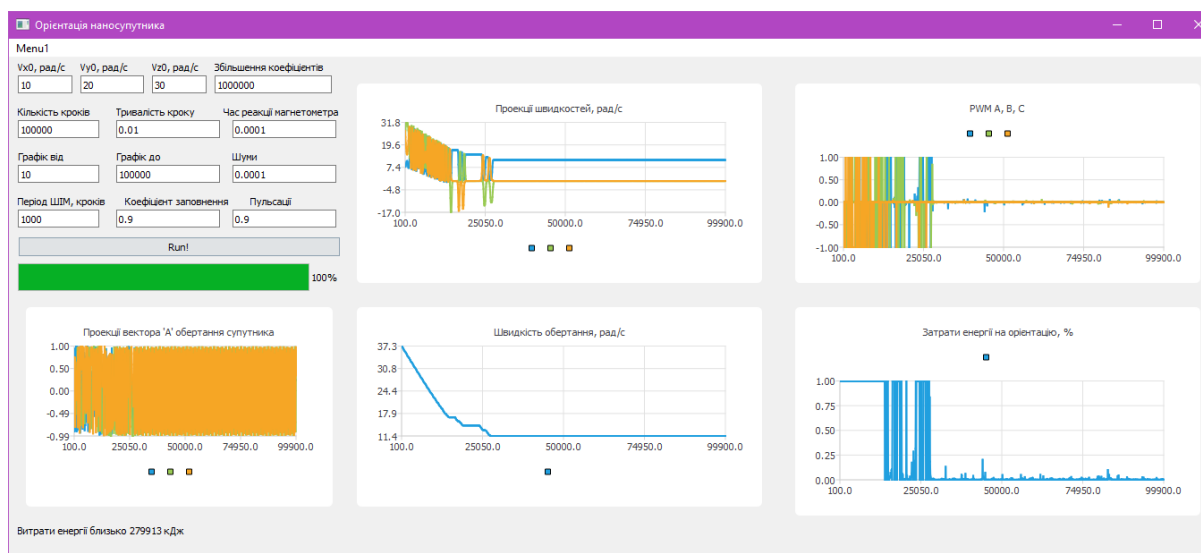 Орієнтація наносупутника
Menu1
Vx0, рад/с Vy0, рад/с Vz0, рад/с Збільшення коефіцієнтів
10 20 30 1000000
Кількість кроків Тривалість кроку Час реакції магнетометра
100000 0.01 0.0001
Графік від Графік до Шуми
10 100000 0.0001
Період ШІМ, кроків Коефіцієнт заповнення Пульсації
1000 0.9 0.9
Run!
100%
Проекції швидкостей, рад/с
31.8
19.6
7.4
-4.8
-17.0
100.0 25050.0 50000.0 74950.0 99900.0
PWM A, B, C
1.00
0.50
0.00
-0.50
-1.00
100.0 25050.0 50000.0 74950.0 99900.0
Проекції вектора 'А' обертання супутника
1.00
0.50
0.00
-0.49
-0.99
100.0 25050.0 50000.0 74950.0 99900.0
Швидкість обертання, рад/с
37.3
30.8
24.4
17.9
11.4
100.0 25050.0 50000.0 74950.0 99900.0
Затрати енергії на орієнтацію, %
1.00
0.75
0.50
0.25
0.00
100.0 25050.0 50000.0 74950.0 99900.0
Витрати енергії близько 279913 кДж